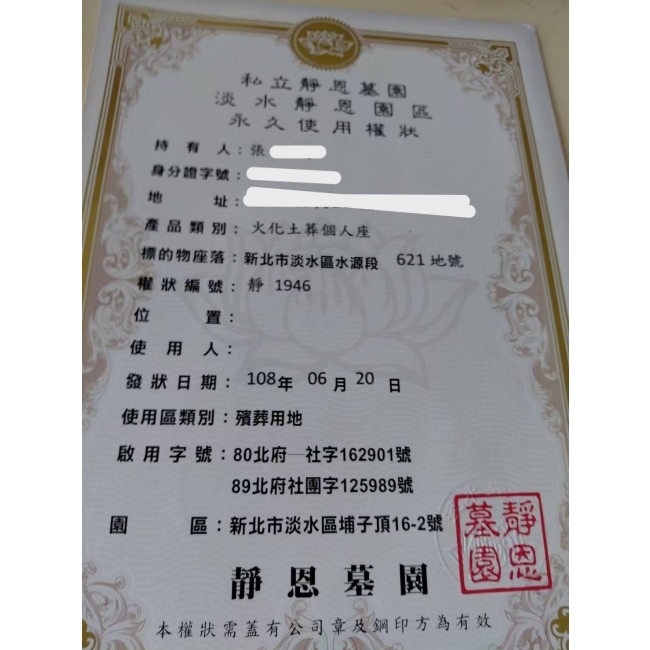 私立靜恩墓園
淡水靜恩園區
永久使用權狀
持有人：張
身分證字號：
地址：
產品類別：火化土葬個人座
標的物座落：新北市淡水區水源段 621 地號
權狀編號：靜 1946
位置：
使用人：
發狀日期：108年 06月 20日
使用區類別：殯葬用地
啟用字號：80北府一社字162901號
89北府社團字125989號
園區：新北市淡水區埔子頂16-2號
靜恩墓園
靜恩墓園
本權狀需蓋有公司章及鋼印方為有效